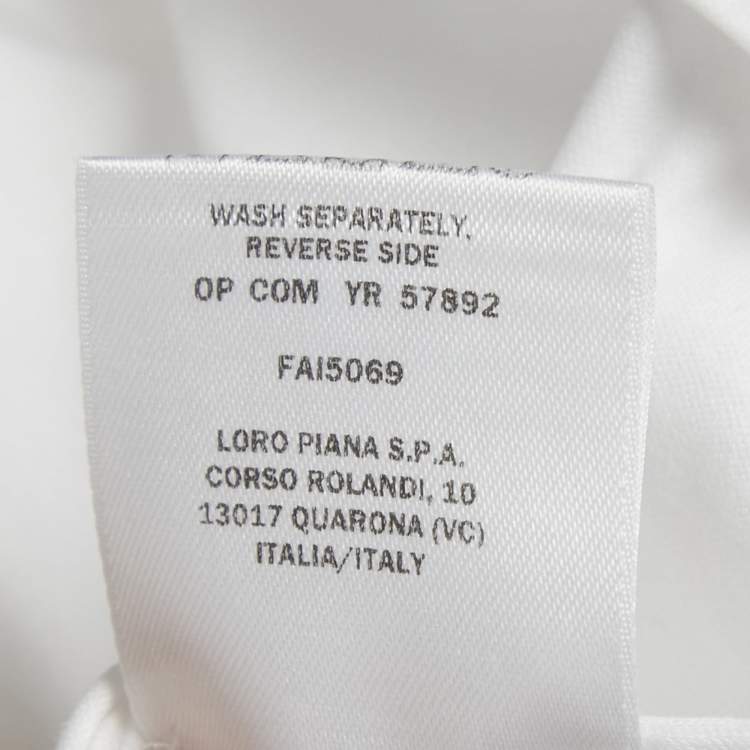 WASH SEPARATELY.
REVERSE SIDE
OP COM YR 57892
FAI5069
LORO PIANA S.P.A.
CORSO ROLANDI, 10
13017 QUARONA (VC)
ITALIA/ITALY